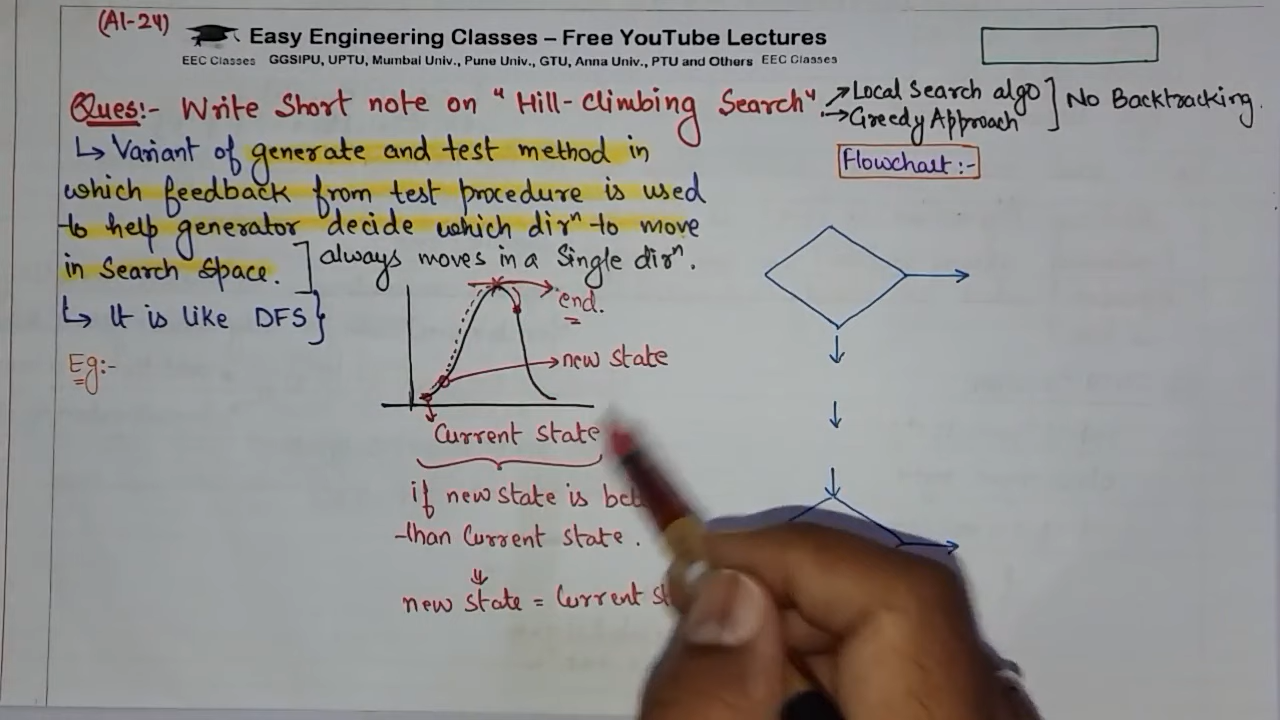 (AI-24)
Easy Engineering Classes – Free YouTube Lectures
EEC Classes GGSIPU, UPTU, Mumbai Univ., Pune Univ., GTU, Anna Univ., PTU and Others EEC Classes
Ques:- Write Short note on "Hill-Climbing Search"
→Local Search algo
→Greedy Approach
No Backtracking.
↳ Variant of generate and test method in
which feedback from test procedure is used
to help generator decide which dirⁿ to move
in Search Space.
always moves in a Single dirⁿ.
↳ It is like DFS}
Eg:-
end.
new state
Current state
if new state is
than Current state.
⇓
new state = Current
Flowchart:-